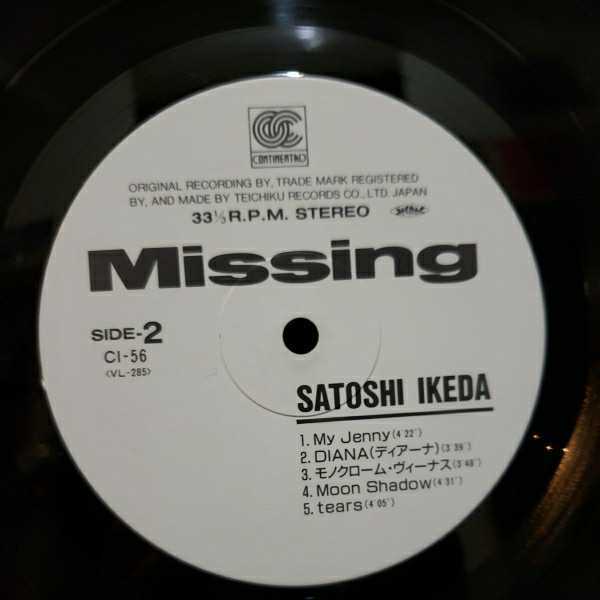 CONTINENTAL
ORIGINAL RECORDING BY, TRADE MARK REGISTERED
BY, AND MADE BY TEICHIKU RECORDS CO., LTD. JAPAN
33⅓ R.P.M. STEREO
Missing
SIDE-2
CI-56
<VL-285>
SATOSHI IKEDA
1. My Jenny(4'22")
2. DIANA(ディアーナ)(3'39")
3. モノクローム・ヴィーナス(3'48")
4. Moon Shadow(4'31")
5. tears(4'05")